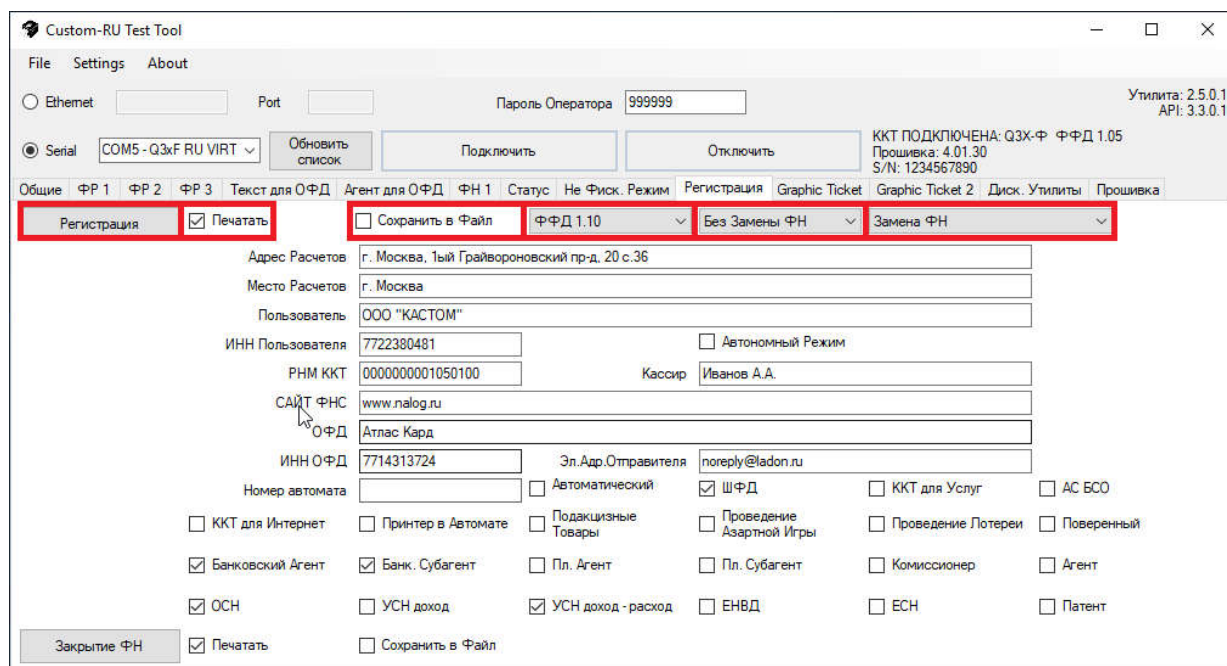 Custom-RU Test Tool
File Settings About
Ethernet Port Пароль Оператора 999999 Утилита: 2.5.0.1
API: 3.3.0.1
Serial COM5 - Q3xF RU VIRT Обновить список Подключить Отключить ККТ ПОДКЛЮЧЕНА: Q3X-Ф ФФД 1.05
Прошивка: 4.01.30
S/N: 1234567890
Общие ФР 1 ФР 2 ФР 3 Текст для ОФД Агент для ОФД ФН 1 Статус Не Фиск. Режим Регистрация Graphic Ticket Graphic Ticket 2 Диск. Утилиты Прошивка
Регистрация Печатать Сохранить в Файл ФФД 1.10 Без Замены ФН Замена ФН
Адрес Расчетов г. Москва, 1ый Грайвороновский пр-д, 20 с.36
Место Расчетов г. Москва
Пользователь ООО "КАСТОМ"
ИНН Пользователя 7722380481 Автономный Режим
РНМ ККТ 0000000001050100 Кассир Иванов А.А.
САЙТ ФНС www.nalog.ru
ОФД Атлас Кард
ИНН ОФД 7714313724 Эл.Адр.Отправителя noreply@ladon.ru
Номер автомата Автоматический ШФД ККТ для Услуг АС БСО
ККТ для Интернет Принтер в Автомате Подакцизные Товары Проведение Азартной Игры Проведение Лотереи Поверенный
Банковский Агент Банк. Субагент Пл. Агент Пл. Субагент Комиссионер Агент
ОСН УСН доход УСН доход - расход ЕНВД ЕСН Патент
Закрытие ФН Печатать Сохранить в Файл